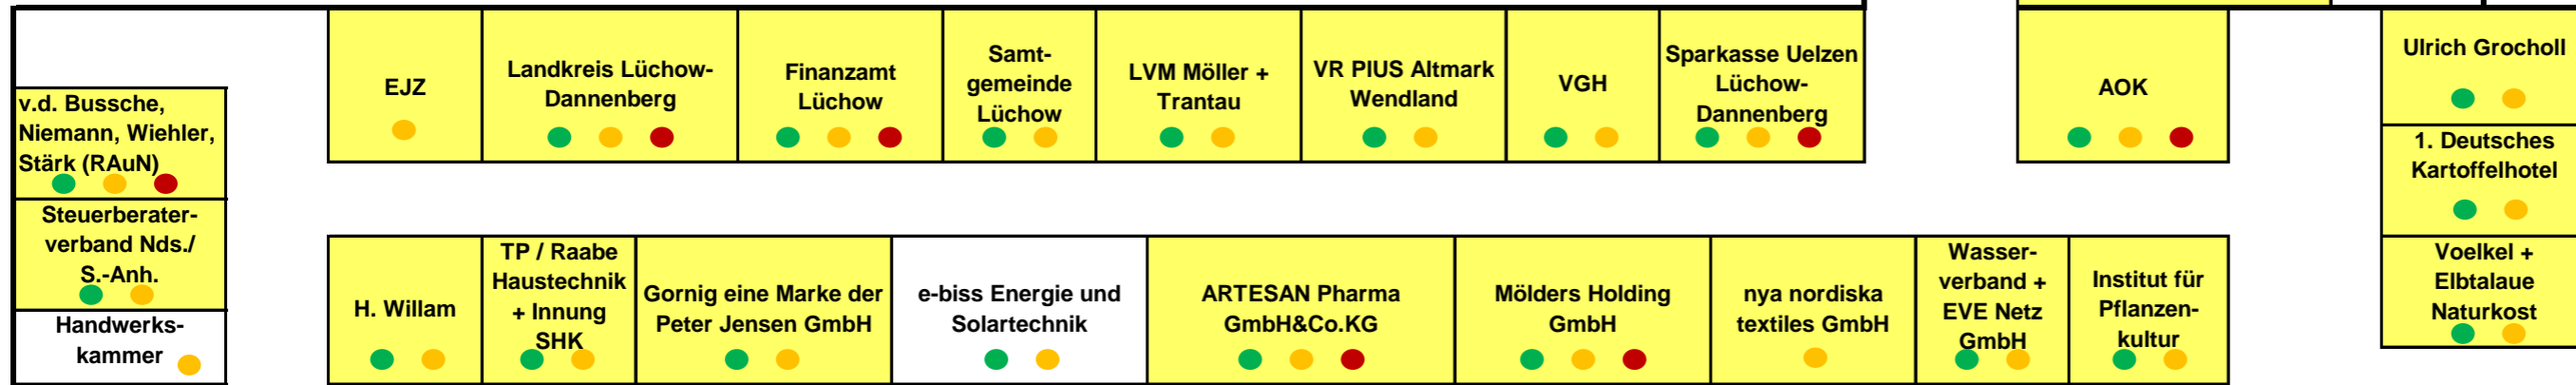 v.d. Bussche,
Niemann, Wiehler,
Stärk (RAuN)
Steuerberater-
verband Nds./
S.-Anh.
Handwerks-
kammer
EJZ
Landkreis Lüchow-
Dannenberg
Finanzamt
Lüchow
Samt-
gemeinde
Lüchow
LVM Möller +
Trantau
VR PIUS Altmark
Wendland
VGH
Sparkasse Uelzen
Lüchow-
Dannenberg
AOK
H. Willam
TP / Raabe
Haustechnik
+ Innung
SHK
Gornig eine Marke der
Peter Jensen GmbH
e-biss Energie und
Solartechnik
ARTESAN Pharma
GmbH&Co.KG
Mölders Holding
GmbH
nya nordiska
textiles GmbH
Wasser-
verband +
EVE Netz
GmbH
Institut für
Pflanzen-
kultur
Ulrich Grocholl
1. Deutsches
Kartoffelhotel
Voelkel +
Elbtalaue
Naturkost